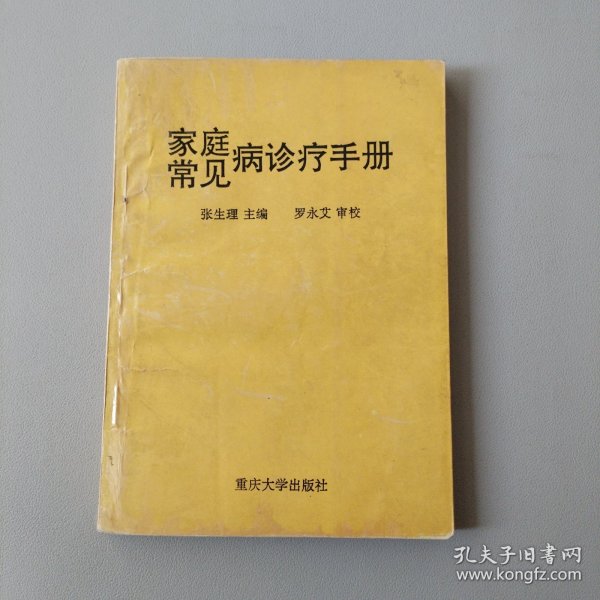 家庭
常见病诊疗手册
张生理 主编 罗永艾 审校
重庆大学出版社
孔夫子旧书网
www.kongfz.com